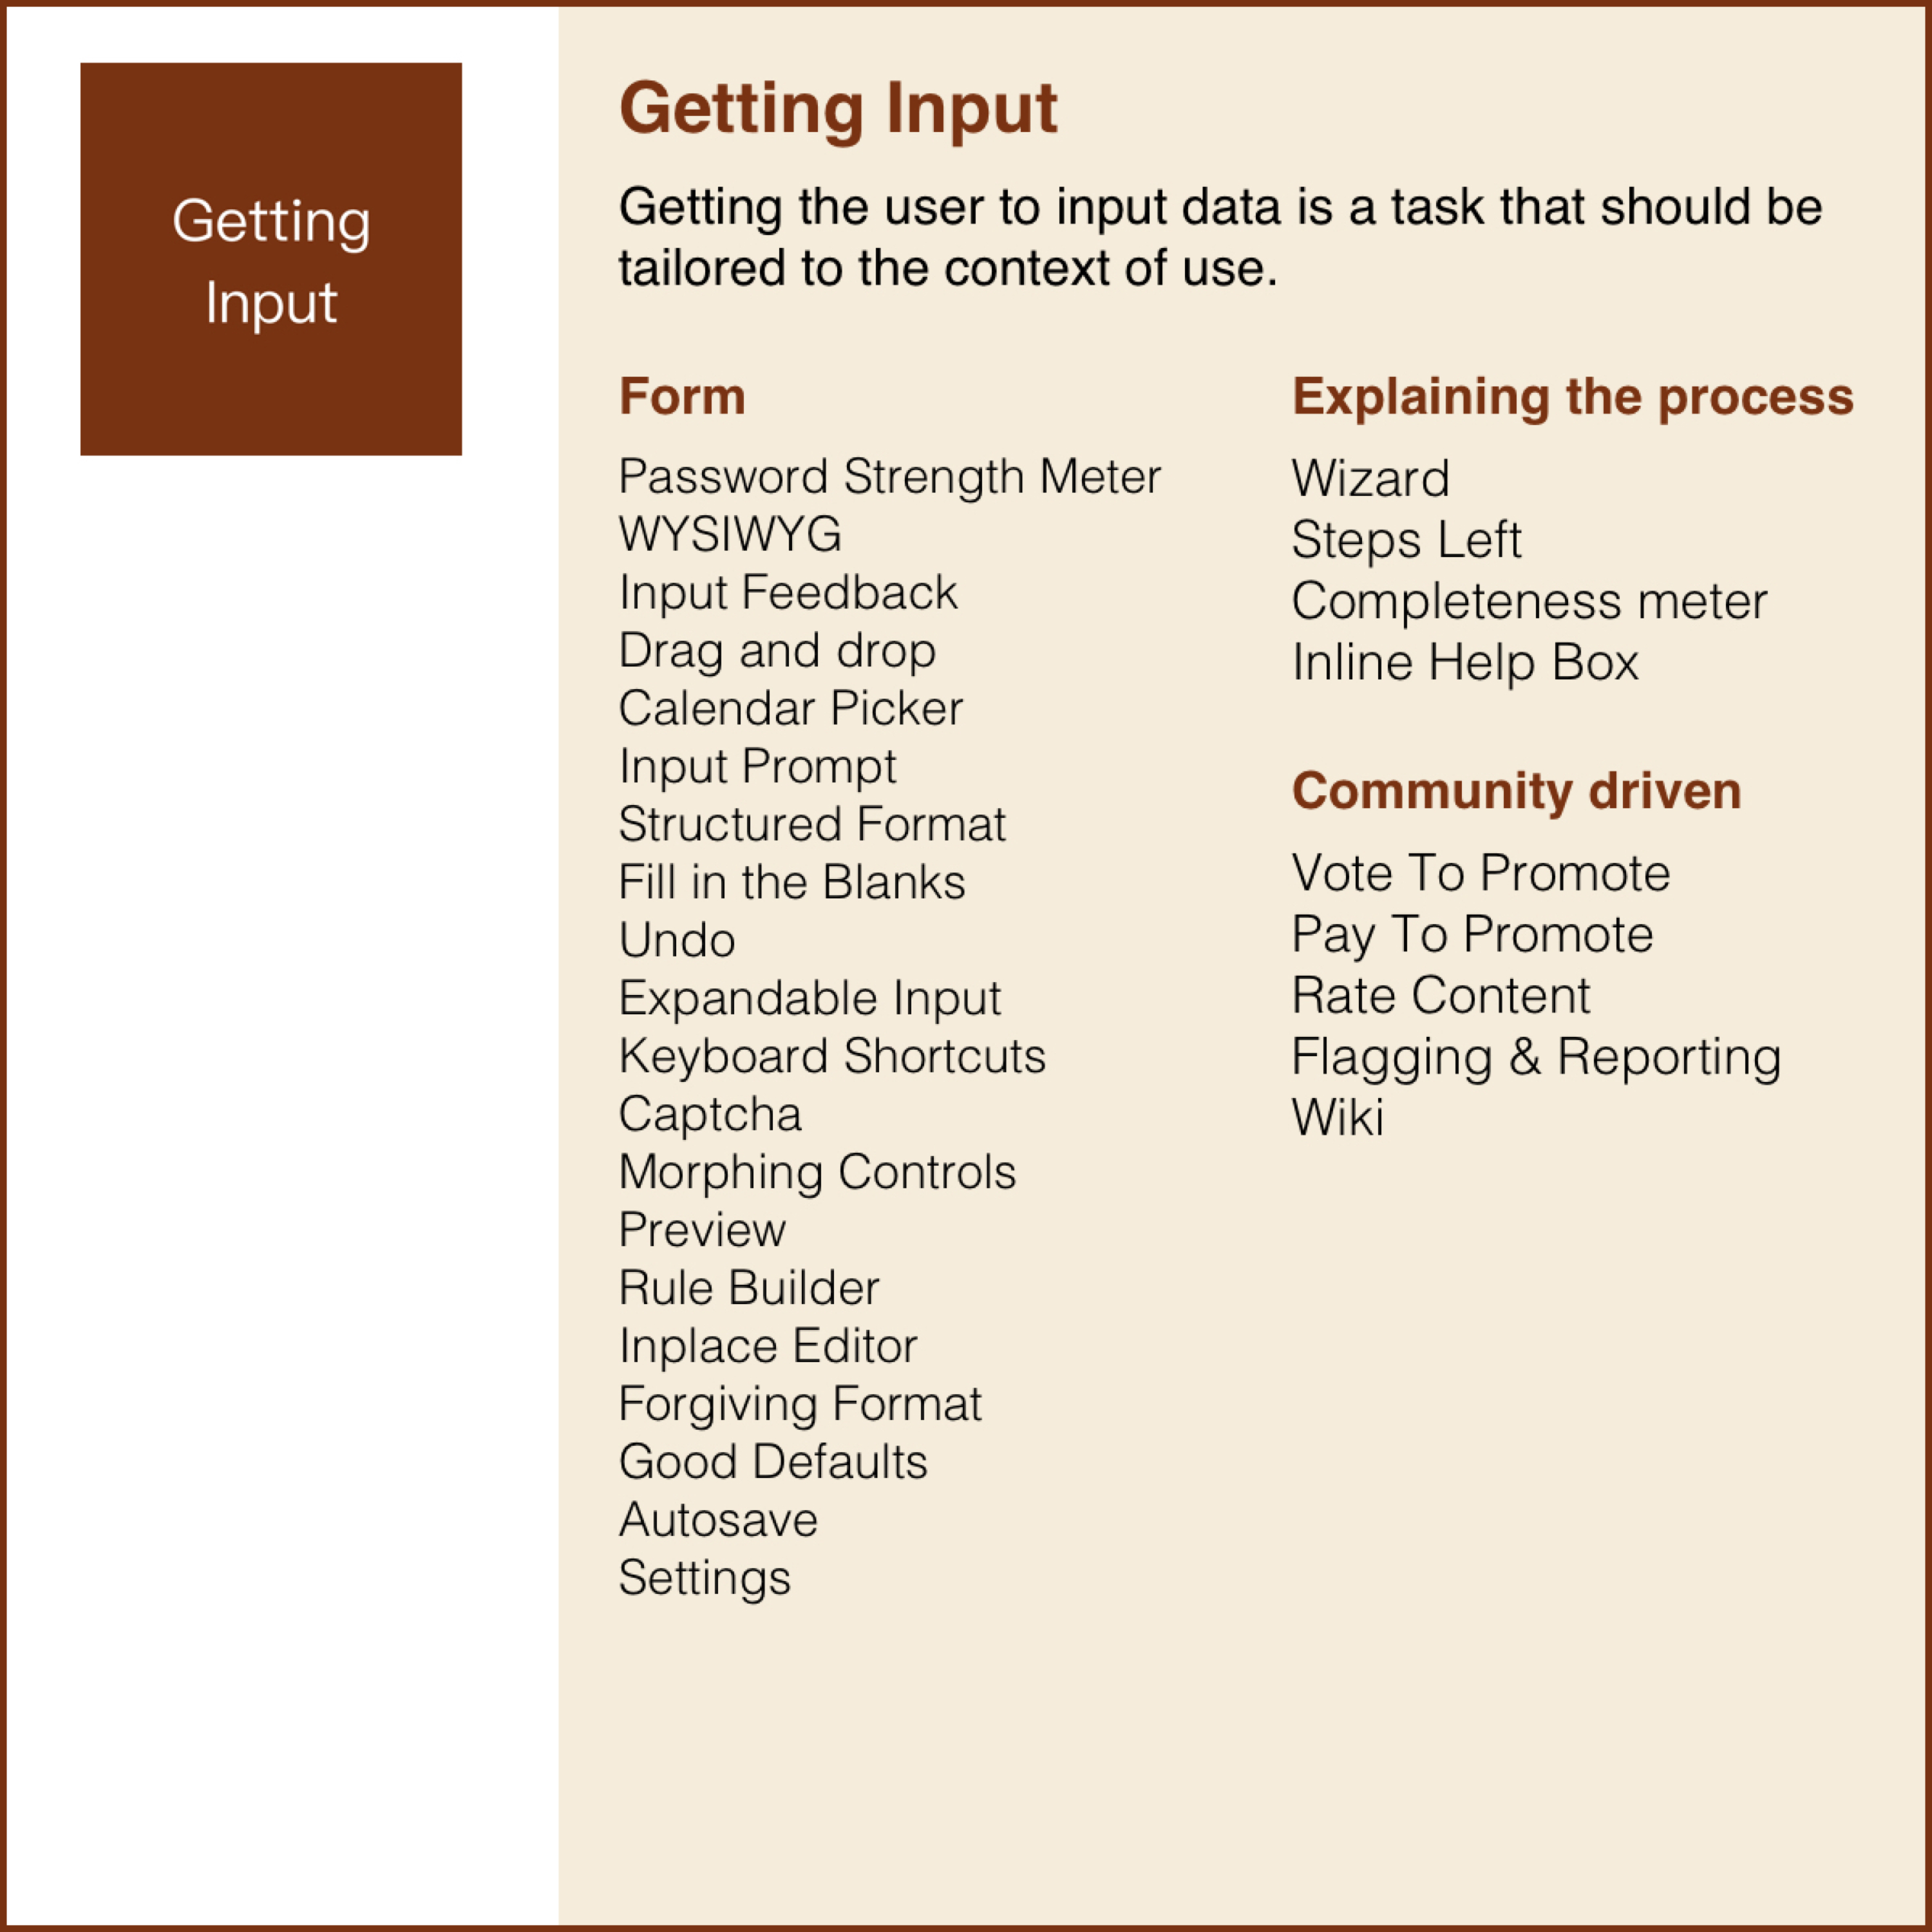 Getting
Input
Getting Input
Getting the user to input data is a task that should be
tailored to the context of use.
Form
Password Strength Meter
WYSIWYG
Input Feedback
Drag and drop
Calendar Picker
Input Prompt
Structured Format
Fill in the Blanks
Undo
Expandable Input
Keyboard Shortcuts
Captcha
Morphing Controls
Preview
Rule Builder
Inplace Editor
Forgiving Format
Good Defaults
Autosave
Settings
Explaining the process
Wizard
Steps Left
Completeness meter
Inline Help Box
Community driven
Vote To Promote
Pay To Promote
Rate Content
Flagging & Reporting
Wiki